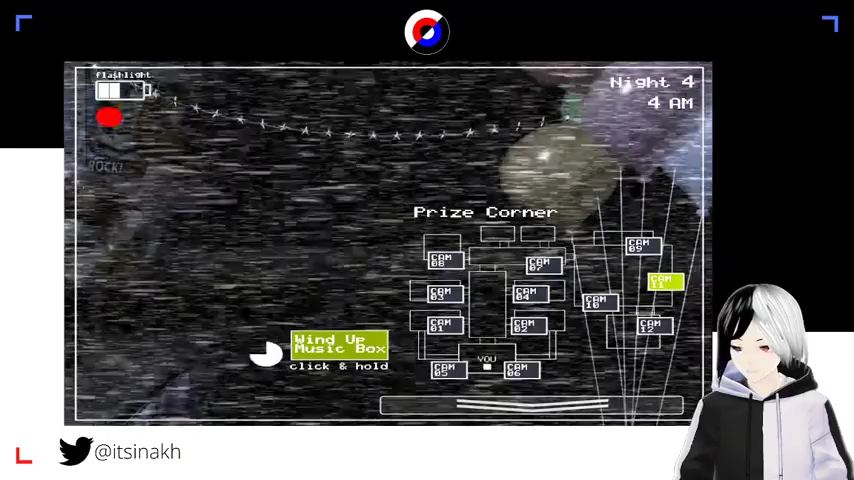 flashlight
Night 4
4 AM
ROCK!
Prize Corner
CAM 09
CAM 08
CAM 07
CAM 11
CAM 03
CAM 04
CAM 10
CAM 01
CAM 02
CAM 12
Wind Up
Music Box
click & hold
YOU
CAM 05
CAM 06
@itsinakh